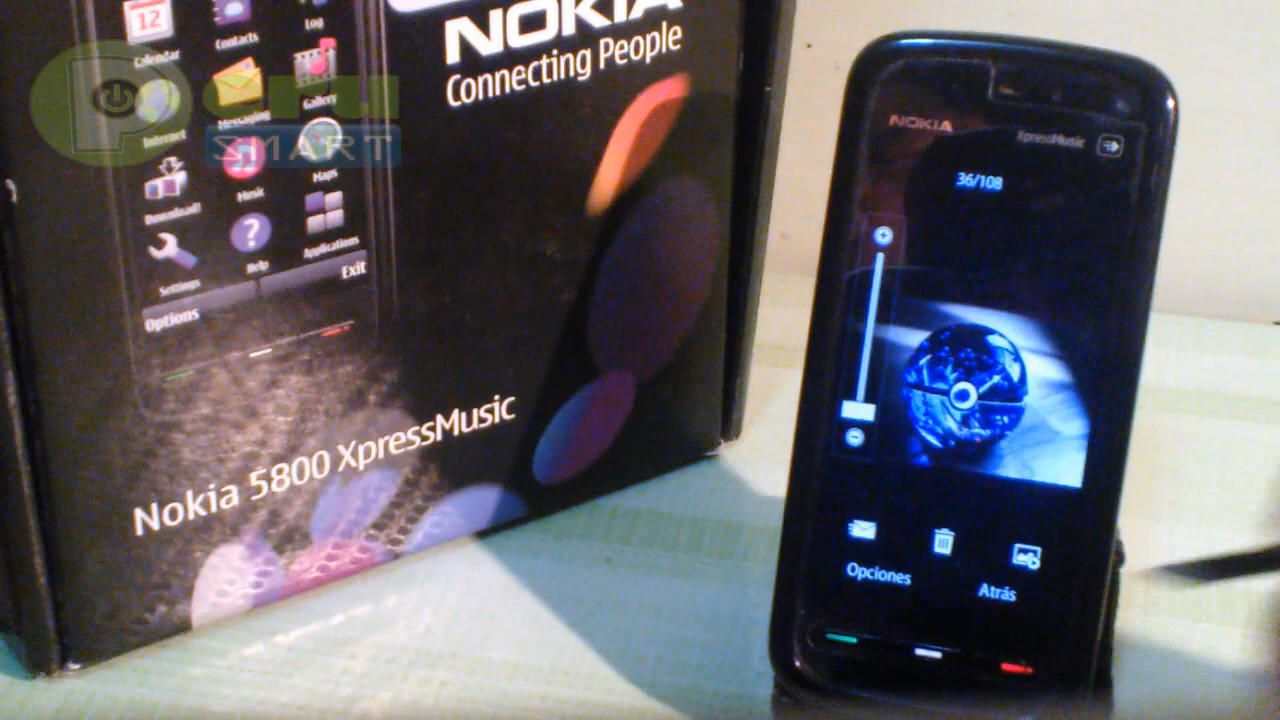 NOKIA
Connecting People
12
Calendar
Contacts
Log
Internet
Messaging
Gallery
Download!
Music
Maps
Settings
Help
Applications
Options
Exit
Nokia 5800 XpressMusic
P
SMART
NOKIA
XpressMusic
36/108
Opciones
Atrás